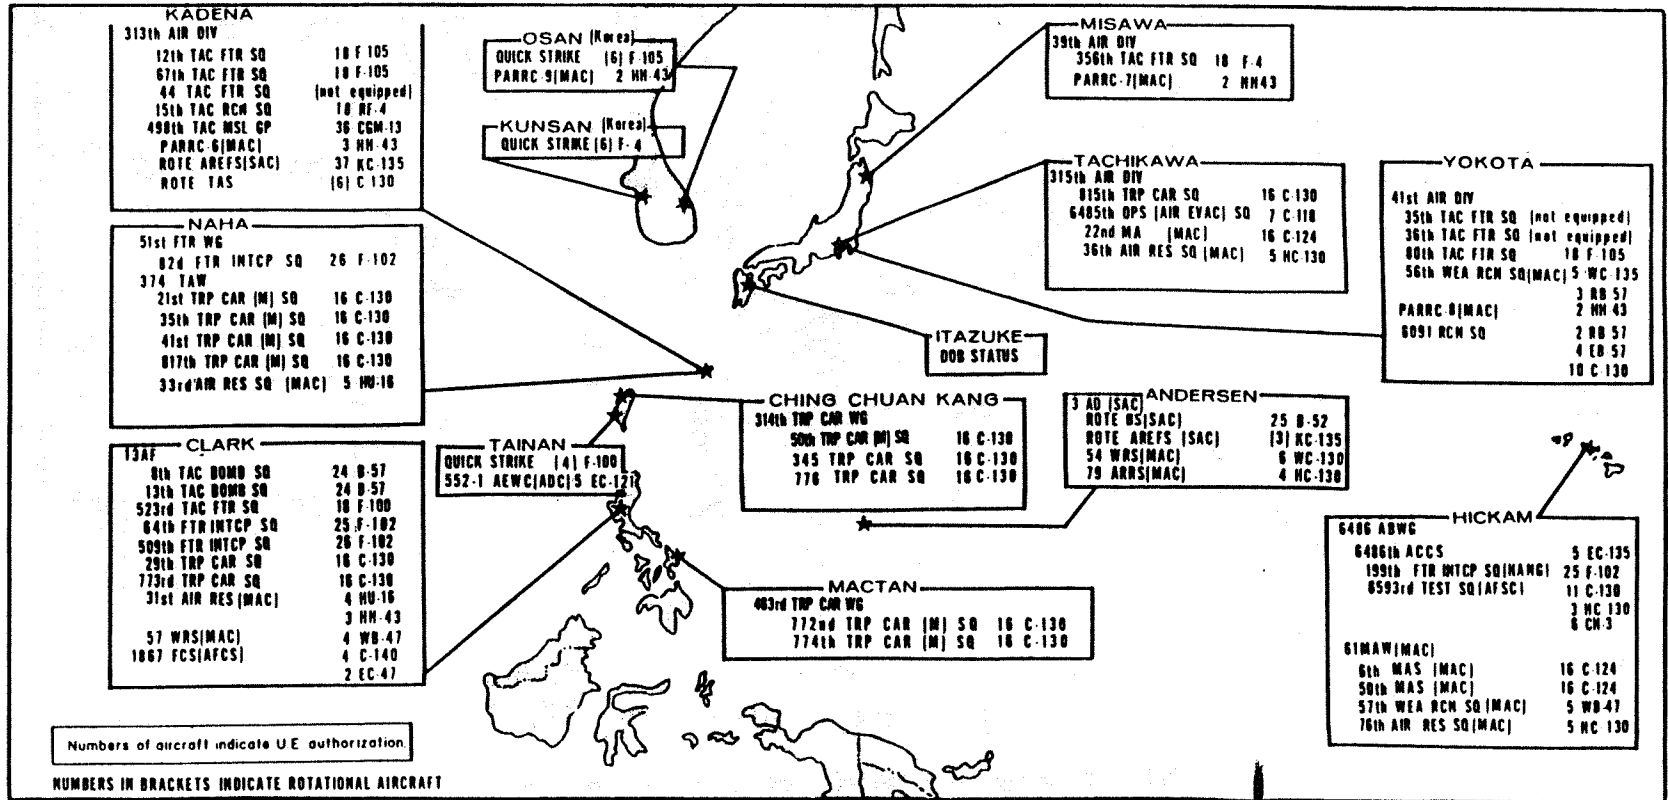 KADENA
313th AIR DIV
12th TAC FTR SQ 18 F-105
67th TAC FTR SQ 18 F-105
44 TAC FTR SQ (not equipped)
15th TAC RCN SQ 18 RF-4
498th TAC MSL GP 36 CGM-13
PARRC-6(MAC) 3 HH-43
ROTE AREFS(SAC) 37 KC-135
ROTE TAS (6) C-130
NAHA
51st FTR WG
82d FTR INTCP SQ 26 F-102
374 TAW
21st TRP CAR (M) SQ 16 C-130
35th TRP CAR (M) SQ 16 C-130
41st TRP CAR (M) SQ 16 C-130
817th TRP CAR (M) SQ 16 C-130
33rd AIR RES SQ (MAC) 5 HU-16
CLARK
13AF
8th TAC BOMB SQ 24 B-57
13th TAC BOMB SQ 24 B-57
523rd TAC FTR SQ 18 F-100
64th FTR INTCP SQ 25 F-102
509th FTR INTCP SQ 26 F-102
29th TRP CAR SQ 16 C-130
773rd TRP CAR SQ 16 C-130
31st AIR RES (MAC) 4 HU-16
3 HH-43
57 WRS(MAC) 4 WB-47
1867 FCS(AFCS) 4 C-140
2 EC-47
OSAN (Korea)
QUICK STRIKE (6) F-105
PARRC-9(MAC) 2 HH-43
KUNSAN (Korea)
QUICK STRIKE (6) F-4
MISAWA
39th AIR DIV
356th TAC FTR SQ 18 F-4
PARRC-7(MAC) 2 HH43
TACHIKAWA
315th AIR DIV
815th TRP CAR SQ 16 C-130
6485th OPS (AIR EVAC) SQ 7 C-118
22nd MA (MAC) 16 C-124
36th AIR RES SQ (MAC) 5 HC-130
YOKOTA
41st AIR DIV
35th TAC FTR SQ (not equipped)
36th TAC FTR SQ (not equipped)
80th TAC FTR SQ 18 F-105
56th WEA RCN SQ(MAC) 5 WC-135
3 RB 57
PARRC-8(MAC) 2 HH 43
6091 RCN SQ 2 RB 57
4 EB-57
10 C-130
ITAZUKE
DOB STATUS
CHING CHUAN KANG
314th TRP CAR WG
50th TRP CAR (M) SQ 16 C-130
345 TRP CAR SQ 16 C-130
776 TRP CAR SQ 16 C-130
TAINAN
QUICK STRIKE (4) F-100
552-1 AEWC(ADC) 5 EC-121
ANDERSEN
3 AD (SAC)
ROTE BS(SAC) 25 B-52
ROTE AREFS (SAC) (3) KC-135
54 WRS(MAC) 6 WC-130
79 ARRS(MAC) 4 HC-130
MACTAN
463rd TRP CAR WG
772nd TRP CAR (M) SQ 16 C-130
774th TRP CAR (M) SQ 16 C-130
HICKAM
6486 ABWG
6486th ACCS 5 EC-135
199th FTR INTCP SQ(HANG) 25 F-102
6593rd TEST SQ(AFSC) 11 C-130
3 HC 130
6 CH-3
61MAW(MAC)
6th MAS (MAC) 16 C-124
50th MAS (MAC) 16 C-124
57th WEA RCN SQ (MAC) 5 WB-47
76th AIR RES SQ(MAC) 5 HC-130
Numbers of aircraft indicate U.E. authorization.
NUMBERS IN BRACKETS INDICATE ROTATIONAL AIRCRAFT